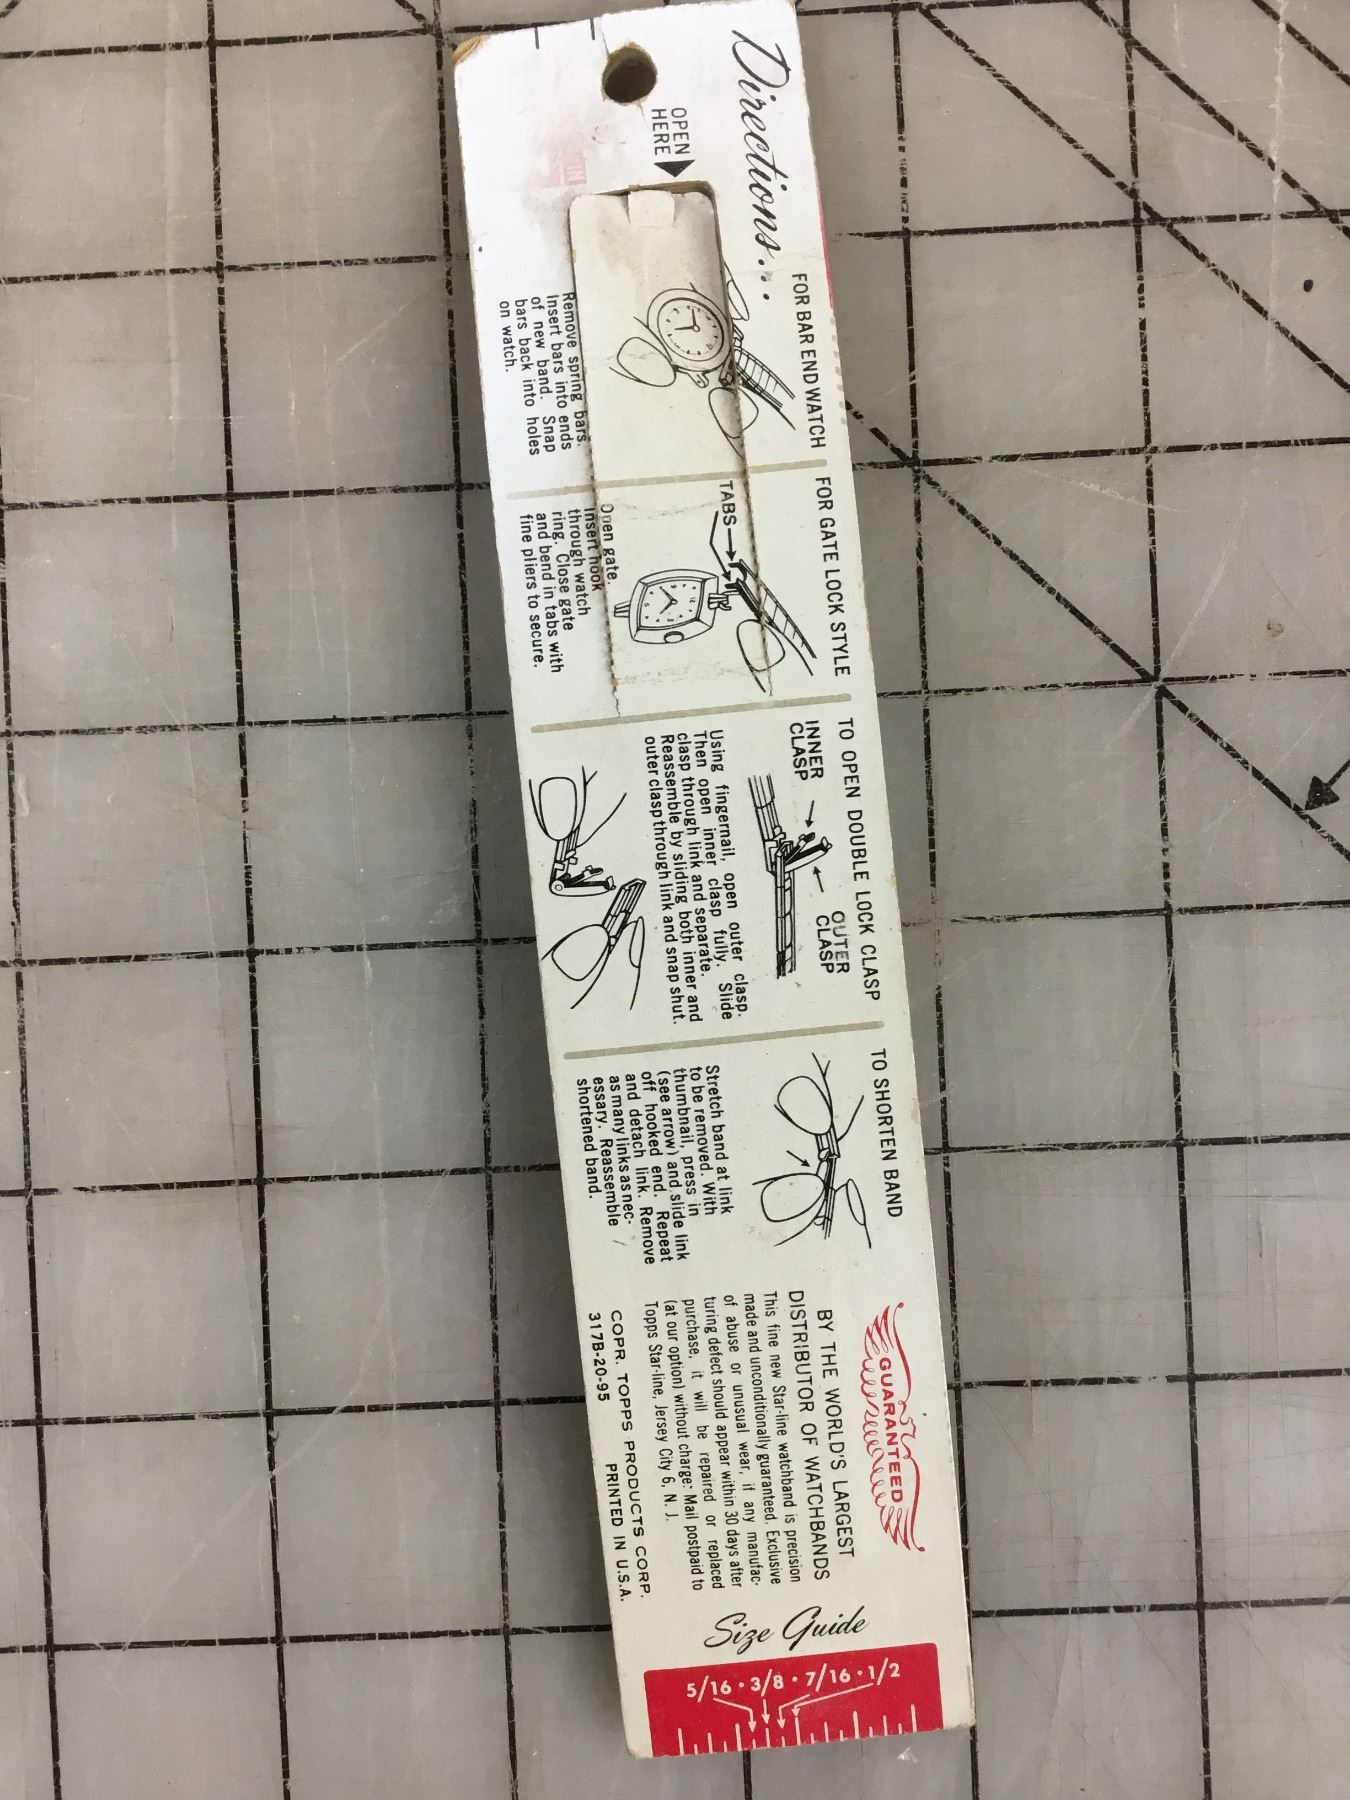 Directions...
OPEN
HERE
IN
FOR BAR END WATCH
Remove spring bars.
Insert bars into ends
of new band. Snap
bars back into holes
on watch.
FOR GATE LOCK STYLE
TABS
Open gate.
Insert hook
through watch
ring. Close gate
and bend in tabs with
fine pliers to secure.
TO OPEN DOUBLE LOCK CLASP
INNER
CLASP
OUTER
CLASP
Using fingernail, open outer clasp.
Then open inner clasp fully. Slide
clasp through link and separate.
Reassemble by sliding both inner and
outer clasp through link and snap shut.
TO SHORTEN BAND
Stretch band at link
to be removed. With
thumbnail, press in
(see arrow) and slide link
off hooked end. Repeat
and detach link. Remove
as many links as nec-
essary. Reassemble
shortened band.
GUARANTEED
BY THE WORLD'S LARGEST
DISTRIBUTOR OF WATCHBANDS
This fine new Star-line watchband is precision
made and unconditionally guaranteed. Exclusive
of abuse or unusual wear, if any manufac-
turing defect should appear within 30 days after
purchase, it will be repaired or replaced
(at our option) without charge. Mail postpaid to
Topps Star-line, Jersey City 6, N. J.
COPR. TOPPS PRODUCTS CORP.
317B-20-95 PRINTED IN U.S.A.
Size Guide
5/16 · 3/8 · 7/16 · 1/2